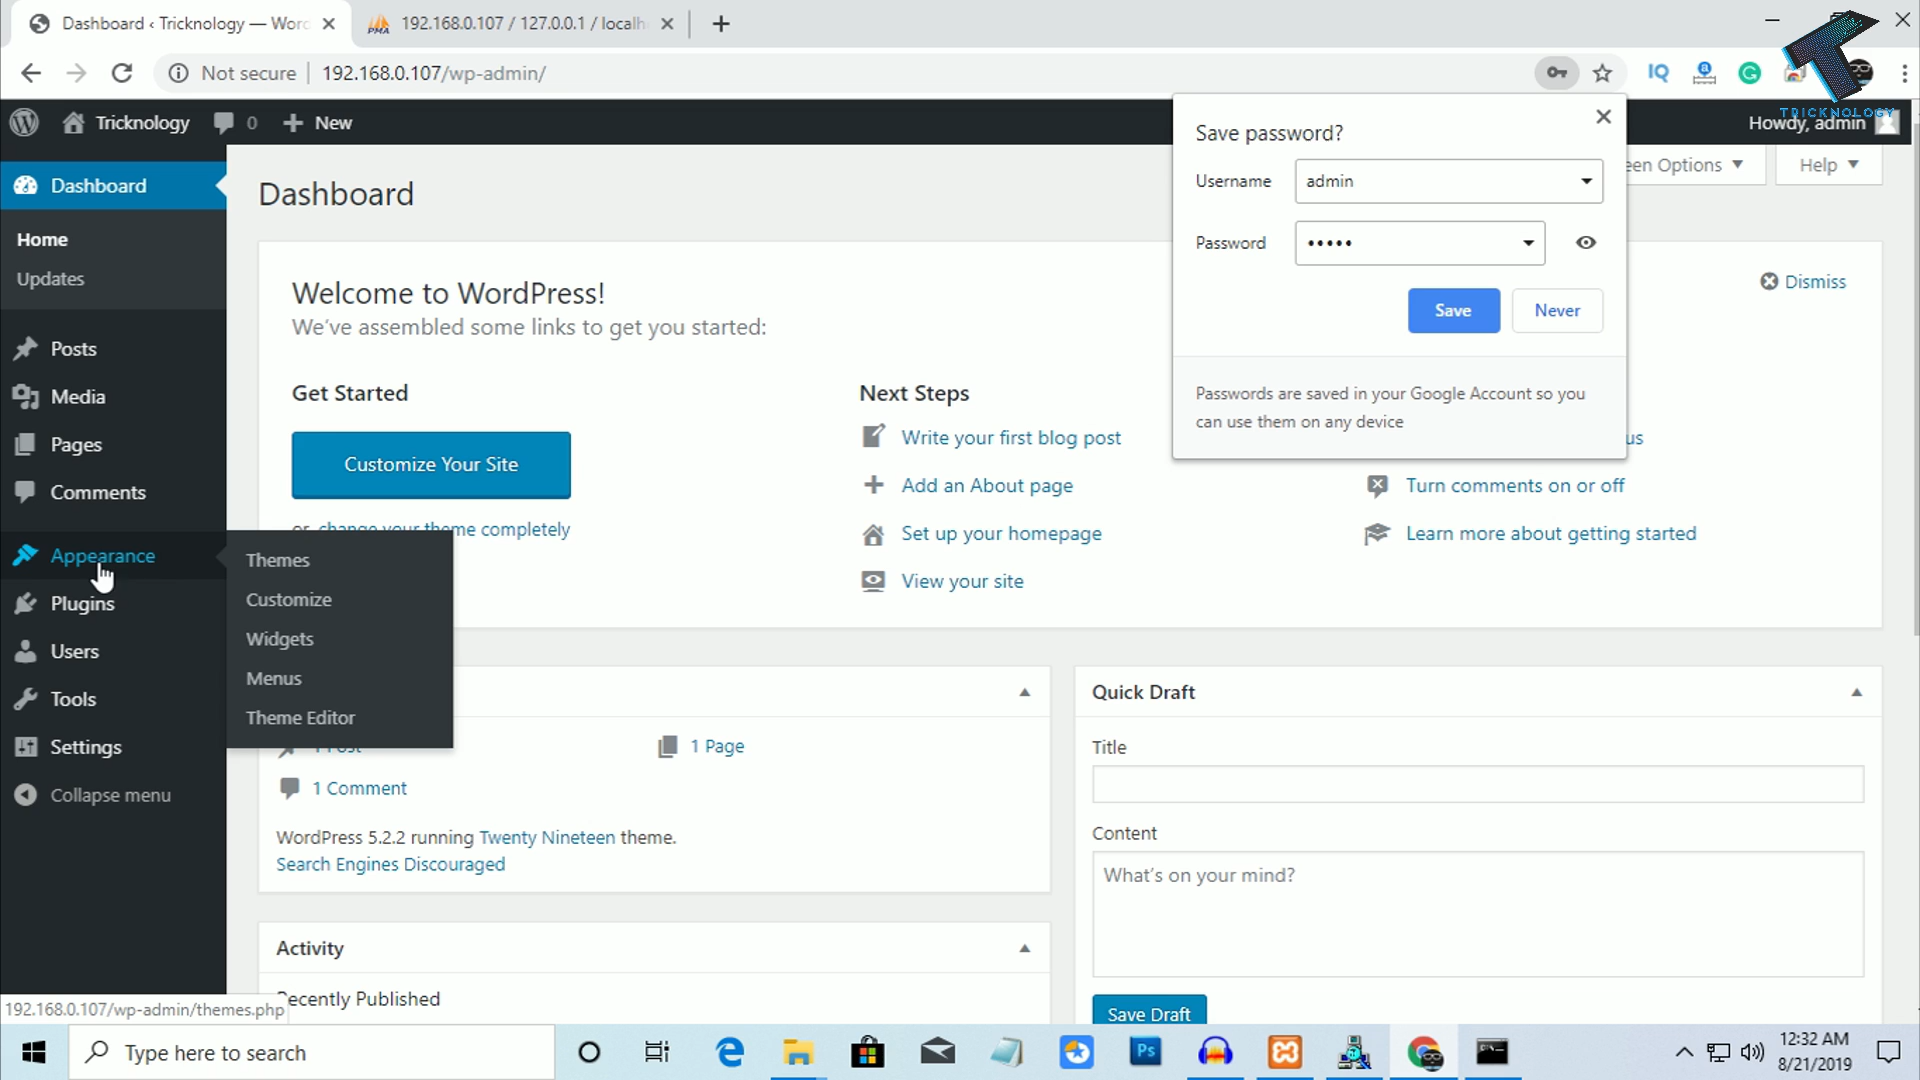 Dashboard ‹ Tricknology — Wor
192.168.0.107 / 127.0.0.1 / localh
Not secure
192.168.0.107/wp-admin/
IQ
TRICKNOLOGY
Tricknology
0
New
Howdy, admin
Save password?
Username
admin
Password
•••••
Save
Never
Passwords are saved in your Google Account so you
can use them on any device
een Options
Help
Dashboard
Home
Updates
Posts
Media
Pages
Comments
Appearance
Plugins
Users
Tools
Settings
Collapse menu
Themes
Customize
Widgets
Menus
Theme Editor
Dashboard
Welcome to WordPress!
We've assembled some links to get you started:
Dismiss
Get Started
Customize Your Site
or, change your theme completely
Next Steps
Write your first blog post
Add an About page
Set up your homepage
View your site
us
Turn comments on or off
Learn more about getting started
1 Post
1 Page
1 Comment
WordPress 5.2.2 running Twenty Nineteen theme.
Search Engines Discouraged
Activity
Recently Published
Quick Draft
Title
Content
What's on your mind?
Save Draft
192.168.0.107/wp-admin/themes.php
Type here to search
Ps
12:32 AM
8/21/2019